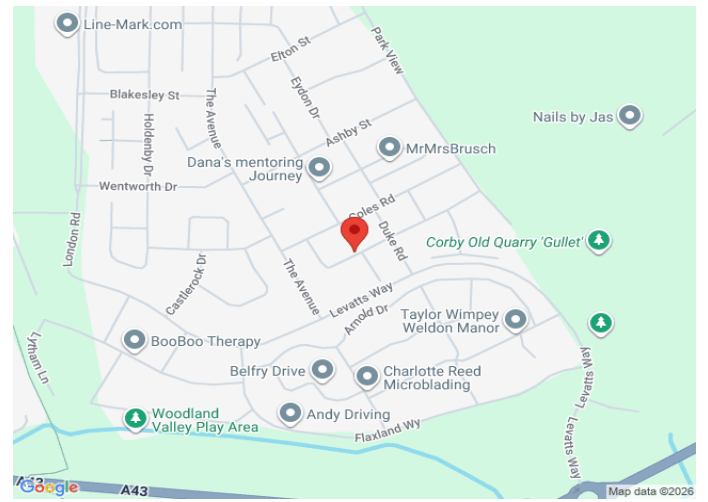 Line-Mark.com
Elton St
Park View
Blakesley St
The Avenue
Eydon Dr
Holdenby Dr
Ashby St
Nails by Jas
MrMrsBrusch
Dana's mentoring
Journey
Wentworth Dr
Coles Rd
London Rd
Duke Rd
Corby Old Quarry 'Gullet'
Castlerock Dr
The Avenue
Levatts Way
Arnold Dr
Taylor Wimpey
Weldon Manor
BooBoo Therapy
Lytham Ln
Belfry Drive
Charlotte Reed
Microblading
Levatts Way
Woodland
Valley Play Area
Andy Driving
Flaxland Wy
Levatts Way
A43
A43
Google
Map data ©2026